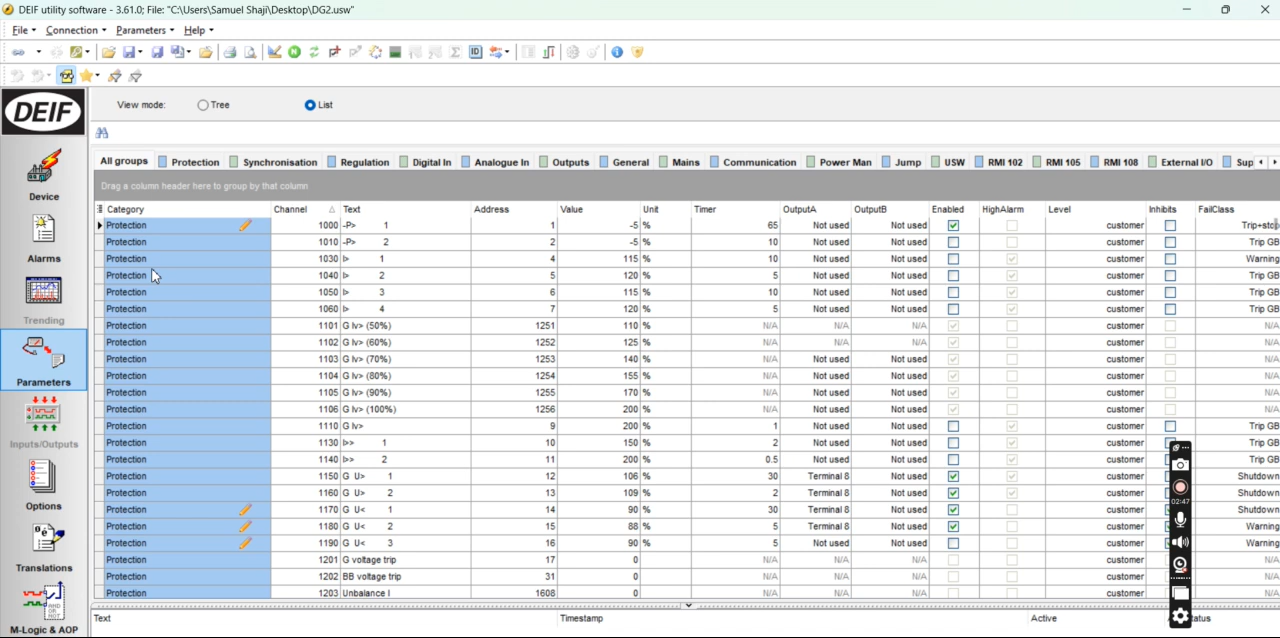 DEIF utility software - 3.61.0; File: "C:\Users\Samuel Shaji\Desktop\DG2.usw"
File Connection Parameters Help
ID
DEIF View mode: Tree List
All groups Protection Synchronisation Regulation Digital In Analogue In Outputs General Mains Communication Power Man Jump USW RMI 102 RMI 105 RMI 108 External I/O Sup
Drag a column header here to group by that column
Category Channel Text Address Value Unit Timer OutputA OutputB Enabled HighAlarm Level Inhibits FailClass
Protection 1000 -P> 1 1 -5 % 65 Not used Not used customer Trip+stop
Protection 1010 -P> 2 2 -5 % 10 Not used Not used customer Trip GB
Protection 1030 I> 1 4 115 % 10 Not used Not used customer Warning
Protection 1040 I> 2 5 120 % 5 Not used Not used customer Trip GB
Protection 1050 I> 3 6 115 % 10 Not used Not used customer Trip GB
Protection 1060 I> 4 7 120 % 5 Not used Not used customer Trip GB
Protection 1101 G Iv> (50%) 1251 110 % N/A N/A N/A customer N/A
Protection 1102 G Iv> (60%) 1252 125 % N/A N/A N/A customer N/A
Protection 1103 G Iv> (70%) 1253 140 % N/A Not used Not used customer N/A
Protection 1104 G Iv> (80%) 1254 155 % N/A Not used Not used customer N/A
Protection 1105 G Iv> (90%) 1255 170 % N/A Not used Not used customer N/A
Protection 1106 G Iv> (100%) 1256 200 % N/A Not used Not used customer N/A
Protection 1110 G Iv> 9 200 % 1 Not used Not used customer Trip GB
Protection 1130 I>> 1 10 150 % 2 Not used Not used customer Trip GB
Protection 1140 I>> 2 11 200 % 0.5 Not used Not used customer Trip GB
Protection 1150 G U> 1 12 106 % 30 Terminal 8 Not used customer Shutdown
Protection 1160 G U> 2 13 109 % 2 Terminal 8 Not used customer Shutdown
Protection 1170 G U< 1 14 90 % 30 Terminal 8 Not used customer Shutdown
Protection 1180 G U< 2 15 88 % 5 Terminal 8 Not used customer Warning
Protection 1190 G U< 3 16 90 % 5 Not used Not used customer Warning
Protection 1201 G voltage trip 17 0 N/A N/A N/A customer N/A
Protection 1202 BB voltage trip 31 0 N/A N/A N/A customer N/A
Protection 1203 Unbalance I 1608 0 N/A N/A N/A customer N/A
Text Timestamp Active
Device
Alarms
Trending
Parameters
Inputs/Outputs
Options
Translations
M-Logic & AOP
02:47